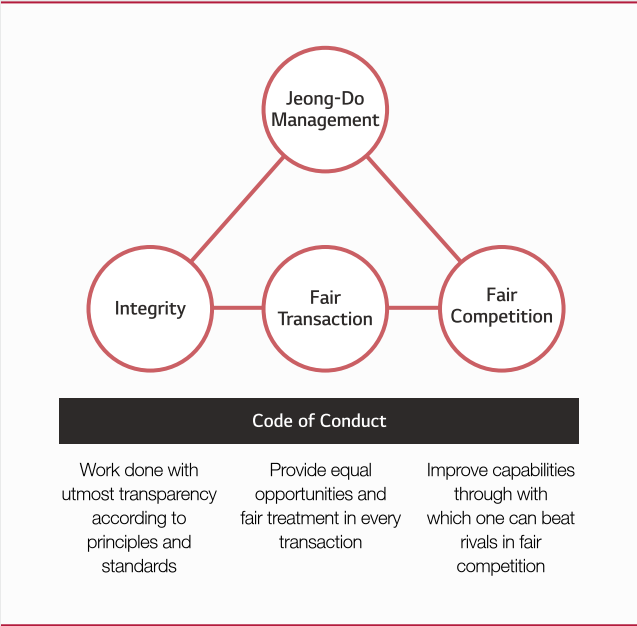 Jeong-Do
Management
Integrity
Fair
Transaction
Fair
Competition
Code of Conduct
Work done with
utmost transparency
according to
principles and
standards
Provide equal
opportunities and
fair treatment in every
transaction
Improve capabilities
through with
which one can beat
rivals in fair
competition